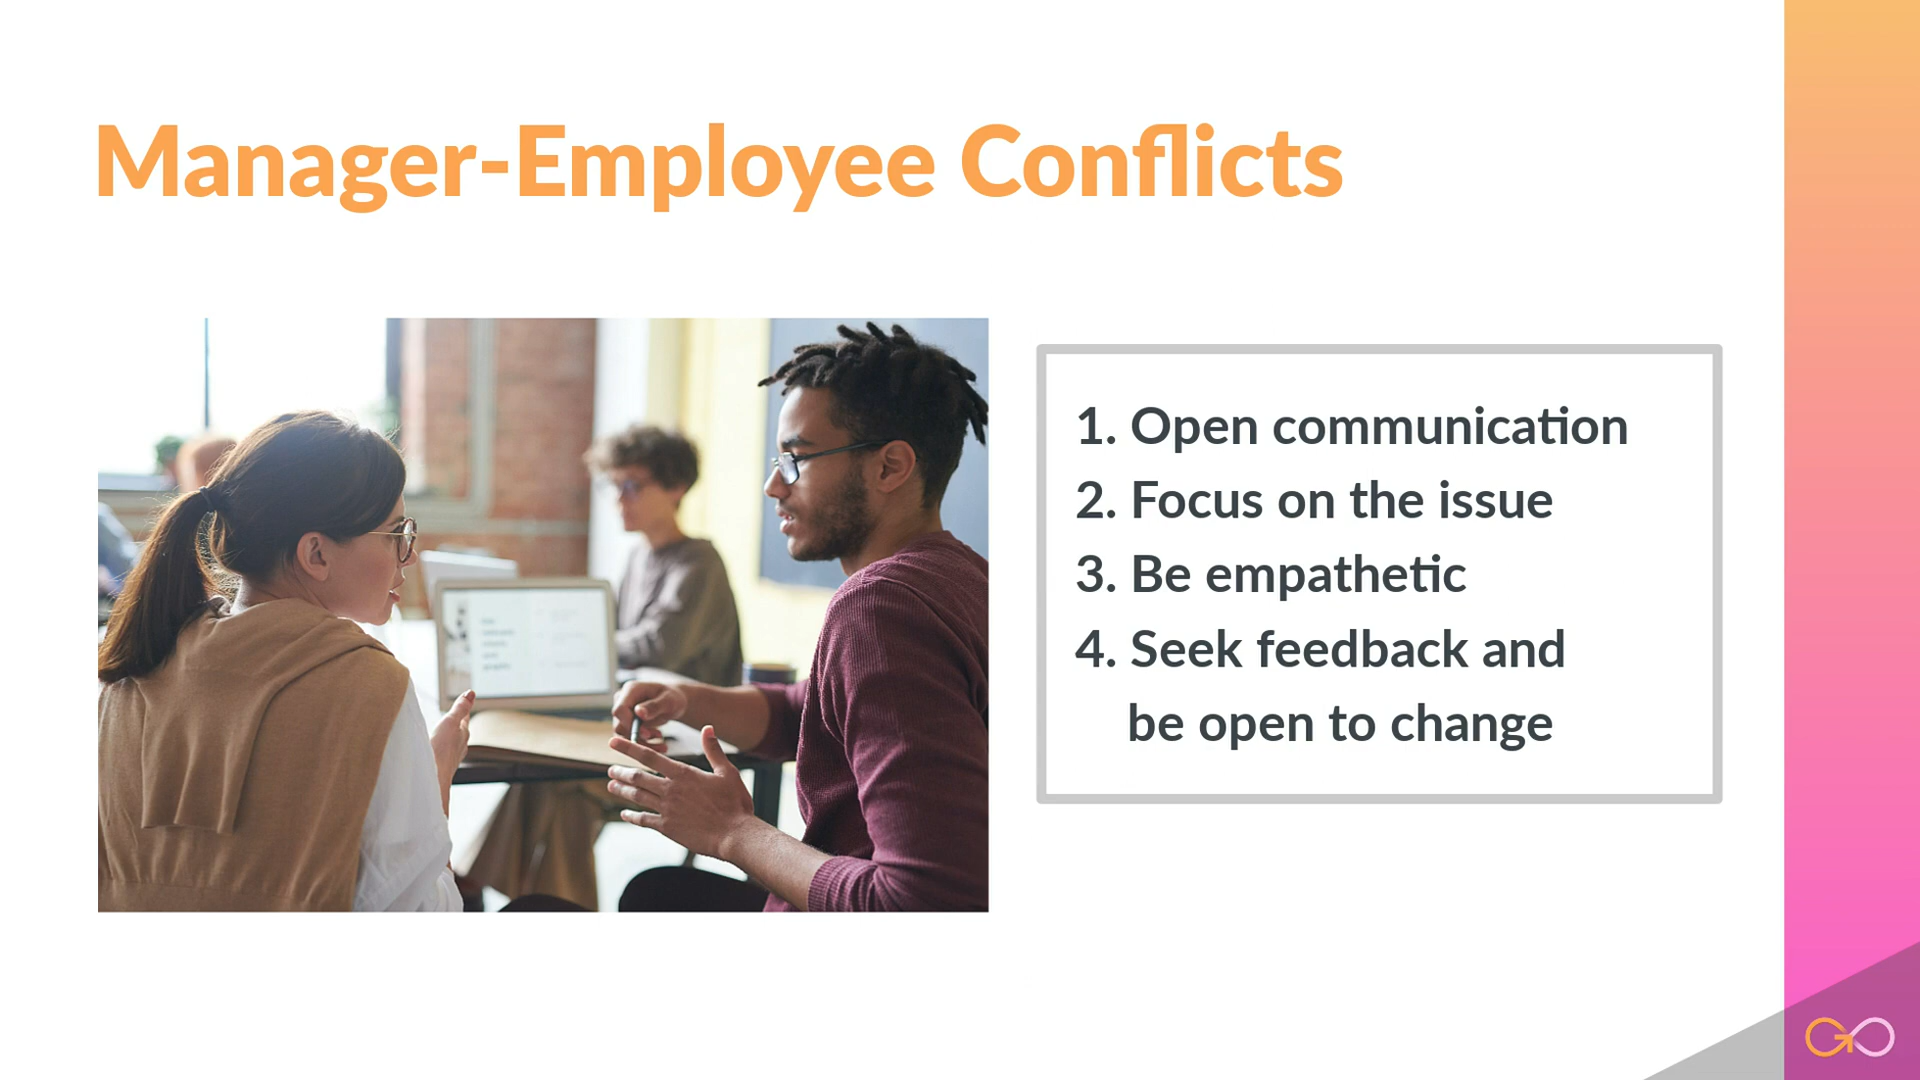 Manager-Employee Conflicts
1. Open communication
2. Focus on the issue
3. Be empathetic
4. Seek feedback and
be open to change